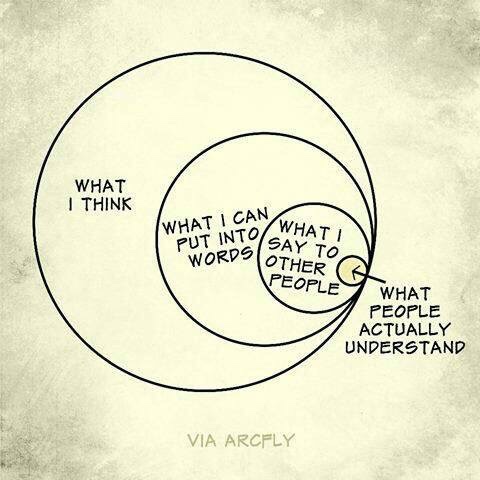 WHAT
I THINK
WHAT I CAN
PUT INTO
WORDS
WHAT I
SAY TO
OTHER
PEOPLE
WHAT
PEOPLE
ACTUALLY
UNDERSTAND
VIA ARCFLY